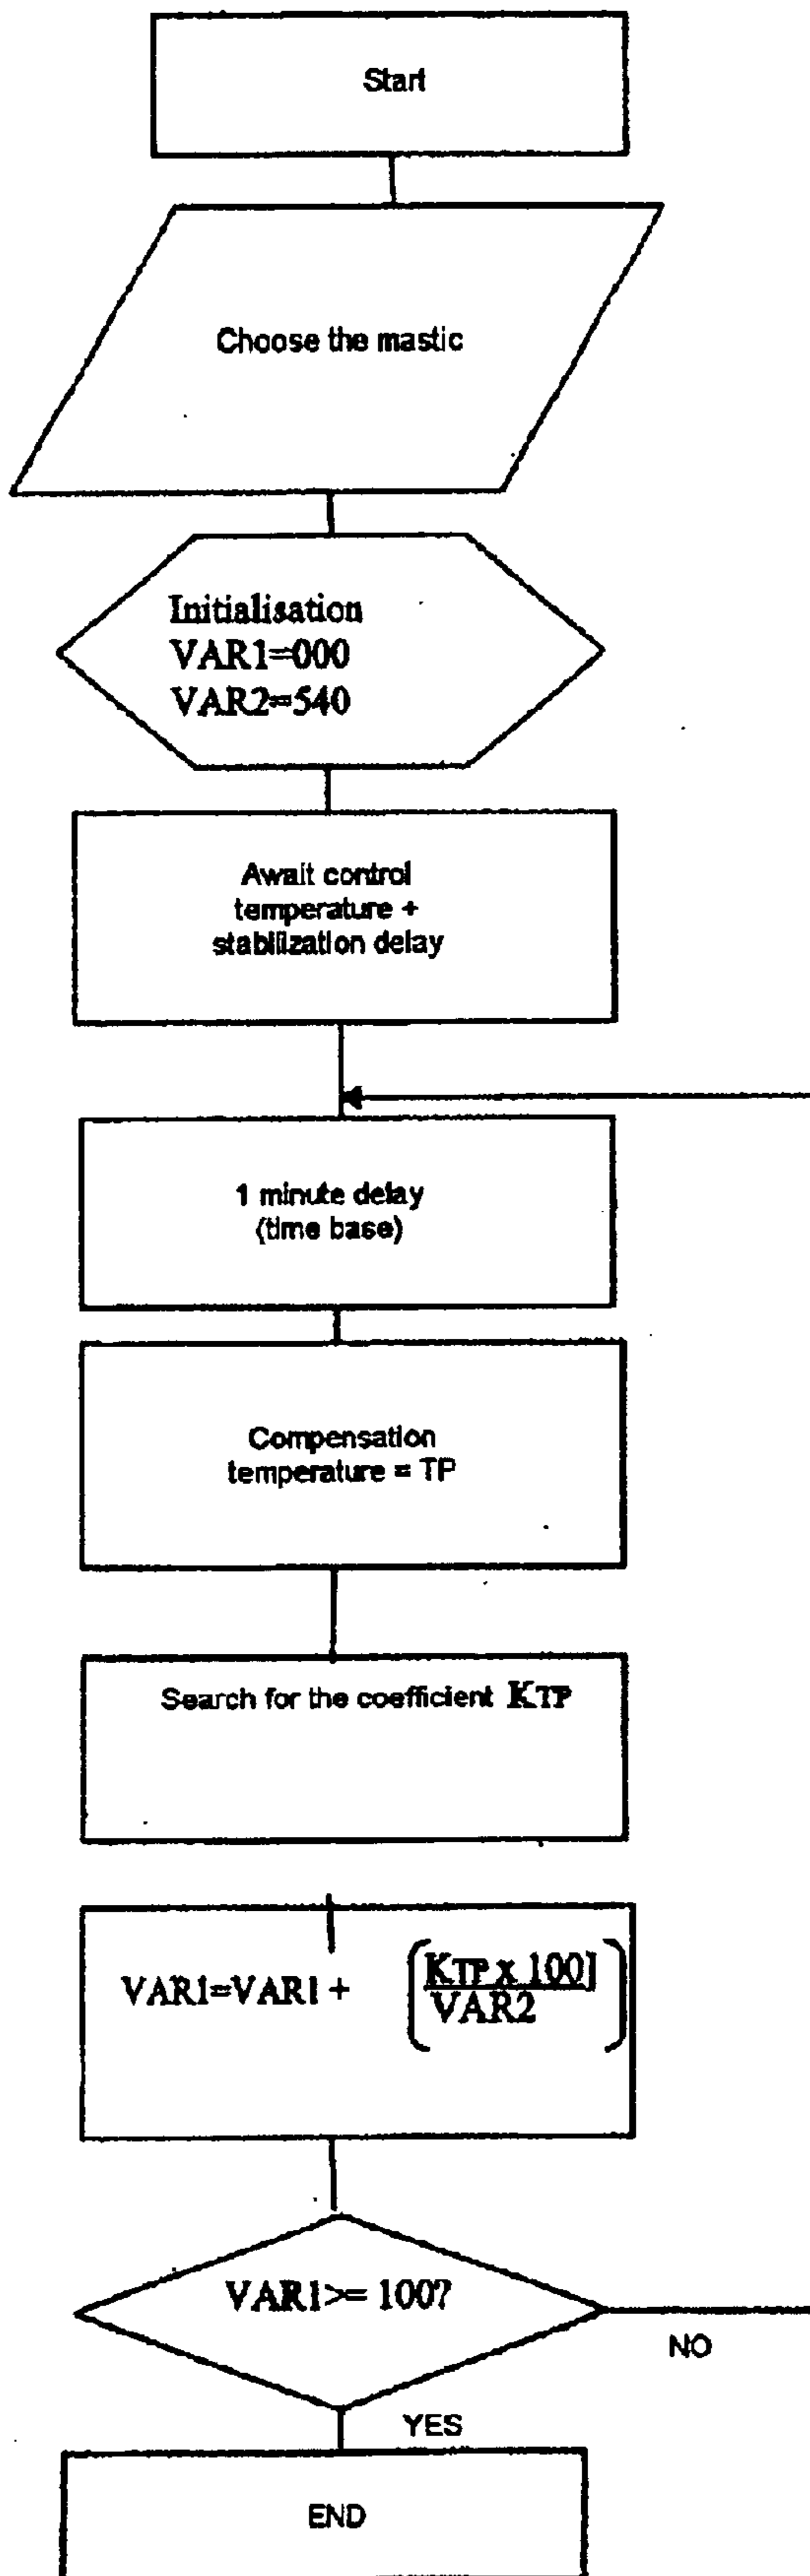 Start
Choose the mastic
Initialisation
VAR1=000
VAR2=540
Await control
temperature +
stabilization delay
1 minute delay
(time base)
Compensation
temperature = TP
Search for the coefficient KTP
VAR1=VAR1 + (KTP x 100]
VAR2)
VAR1>= 100?
NO
YES
END